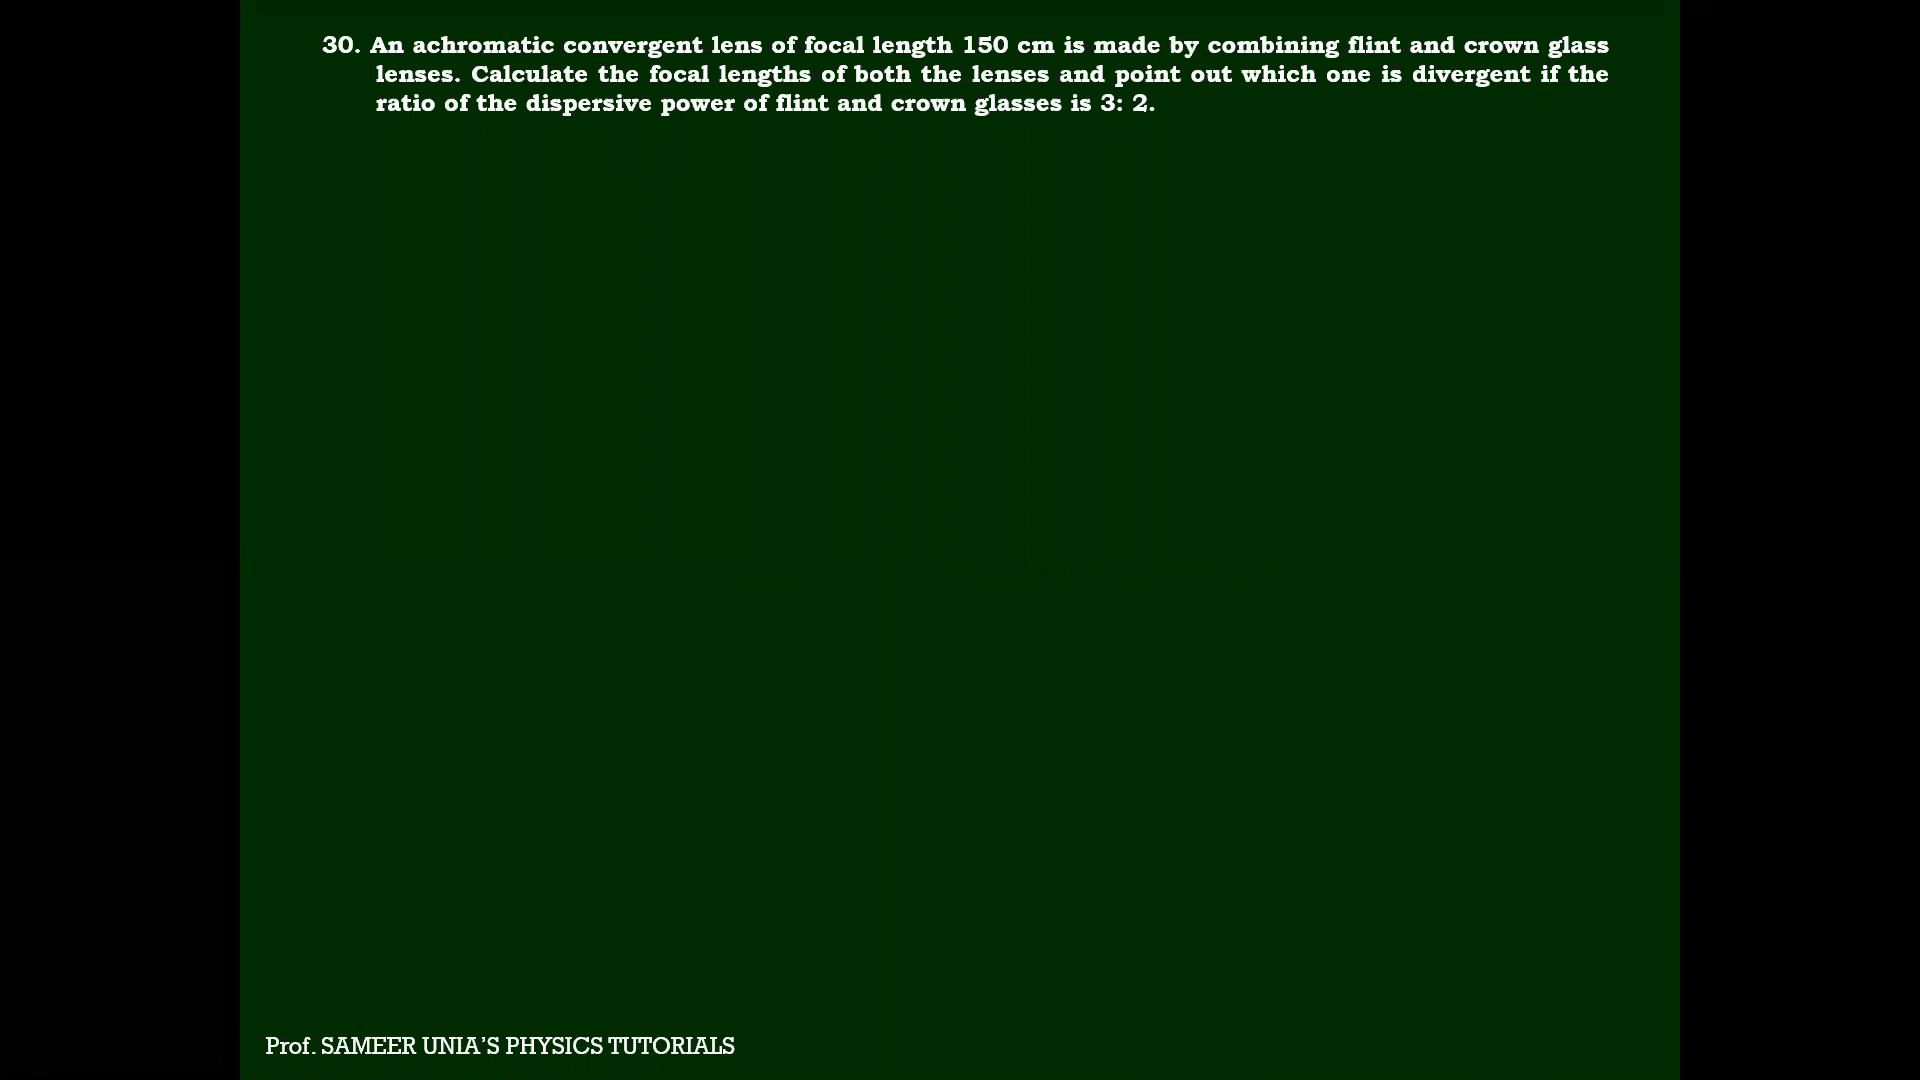 30. An achromatic convergent lens of focal length 150 cm is made by combining flint and crown glass
lenses. Calculate the focal lengths of both the lenses and point out which one is divergent if the
ratio of the dispersive power of flint and crown glasses is 3: 2.
Prof. SAMEER UNIA’S PHYSICS TUTORIALS